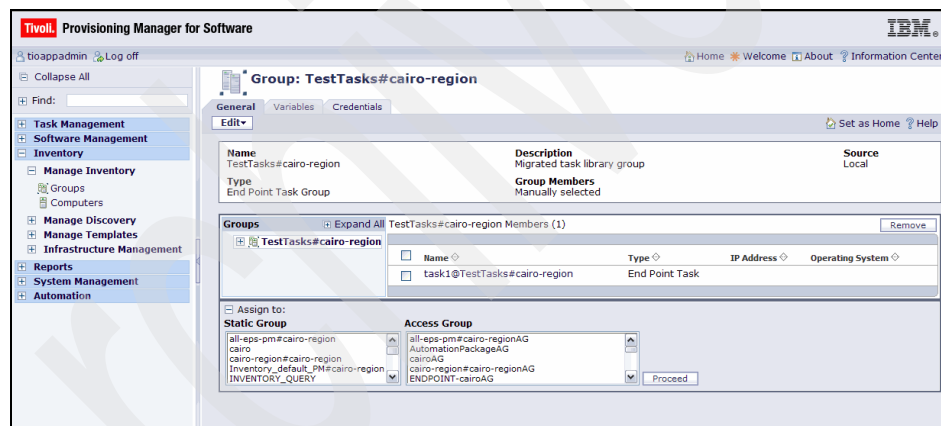 Tivoli. Provisioning Manager for Software
IBM
tioappadmin Log off
Home Welcome About Information Center
Collapse All
Find:
Task Management
Software Management
Inventory
Manage Inventory
Groups
Computers
Manage Discovery
Manage Templates
Infrastructure Management
Reports
System Management
Automation
Group: TestTasks#cairo-region
General Variables Credentials
Edit
Set as Home Help
Name Description Source
TestTasks#cairo-region Migrated task library group Local
Type Group Members
End Point Task Group Manually selected
Groups Expand All TestTasks#cairo-region Members (1) Remove
TestTasks#cairo-region
Name Type IP Address Operating System
task1@TestTasks#cairo-region End Point Task
Assign to:
Static Group Access Group
all-eps-pm#cairo-region all-eps-pm#cairo-regionAG
cairo AutomationPackageAG
cairo-region#cairo-region cairoAG
Inventory_default_PM#cairo-region cairo-region#cairo-regionAG
INVENTORY_QUERY ENDPOINT-cairoAG
Proceed